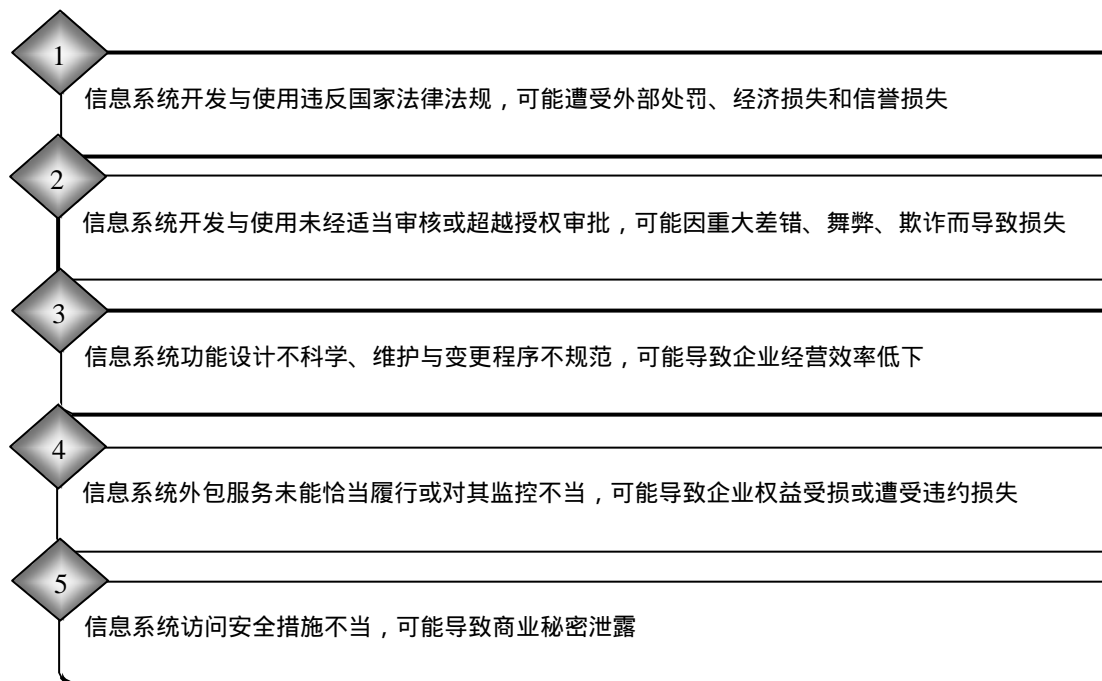 1
信息系统开发与使用违反国家法律法规，可能遭受外部处罚、经济损失和信誉损失
2
信息系统开发与使用未经适当审核或超越授权审批，可能因重大差错、舞弊、欺诈而导致损失
3
信息系统功能设计不科学、维护与变更程序不规范，可能导致企业经营效率低下
4
信息系统外包服务未能恰当履行或对其监控不当，可能导致企业权益受损或遭受违约损失
5
信息系统访问安全措施不当，可能导致商业秘密泄露